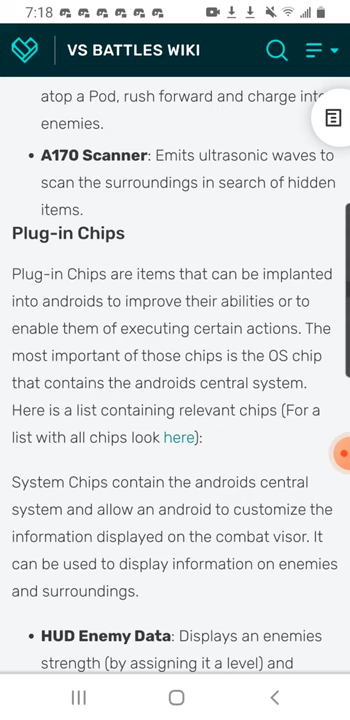 7:18
VS BATTLES WIKI
atop a Pod, rush forward and charge into
enemies.
• A170 Scanner: Emits ultrasonic waves to
scan the surroundings in search of hidden
items.
Plug-in Chips
Plug-in Chips are items that can be implanted
into androids to improve their abilities or to
enable them of executing certain actions. The
most important of those chips is the OS chip
that contains the androids central system.
Here is a list containing relevant chips (For a
list with all chips look here):
System Chips contain the androids central
system and allow an android to customize the
information displayed on the combat visor. It
can be used to display information on enemies
and surroundings.
• HUD Enemy Data: Displays an enemies
strength (by assigning it a level) and